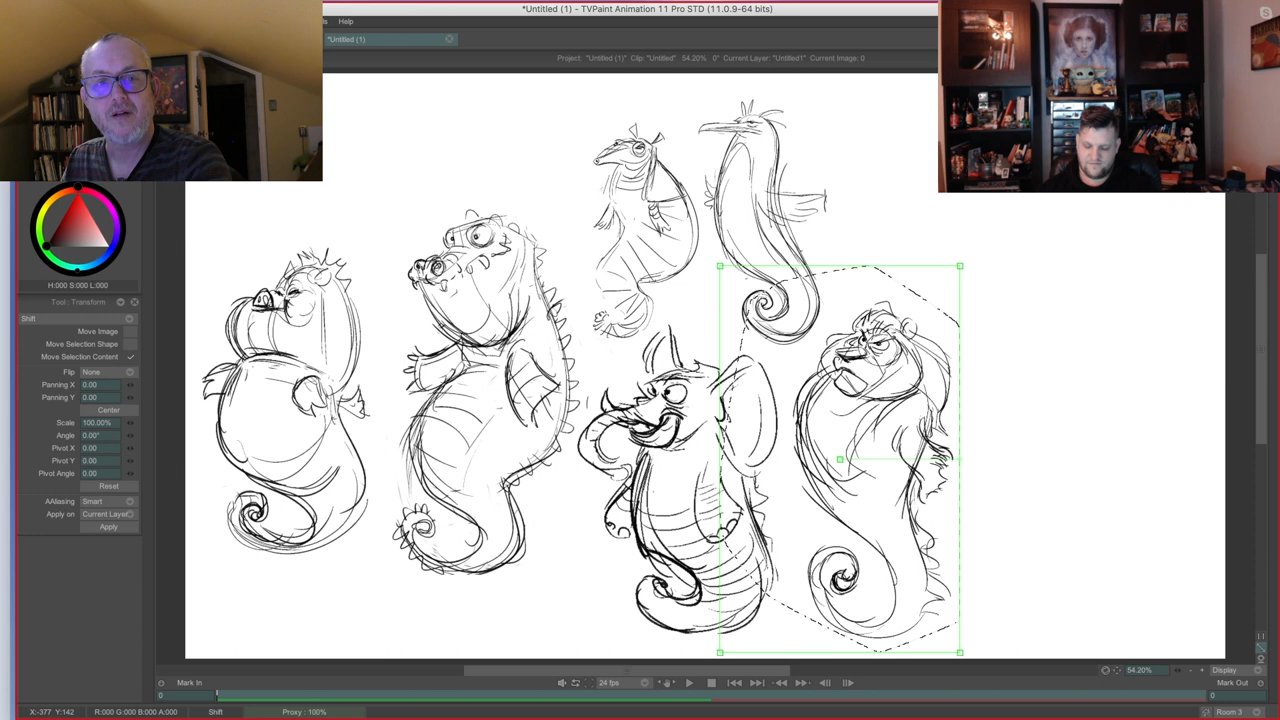 *Untitled (1) - TVPaint Animation 11 Pro STD (11.0.9-64 bits)
Help
*Untitled (1)
Project: "Untitled (1)" Clip: "Untitled" 54.20% 0° Current Layer: "Untitled1" Current Image: 0
H:000 S:000 L:000
Tool : Transform
Shift
Move Image
Move Selection Shape
Move Selection Content
Flip None
Panning X 0.00
Panning Y 0.00
Center
Scale 100.00%
Angle 0.00°
Pivot X 0.00
Pivot Y 0.00
Pivot Angle 0.00
Reset
AAliasing Smart
Apply on Current Layer
Apply
54.20% Display
Mark In 24 fps Mark Out
0 0
X:-377 Y:142 R:000 G:000 B:000 A:000 Shift Proxy : 100% Room 3